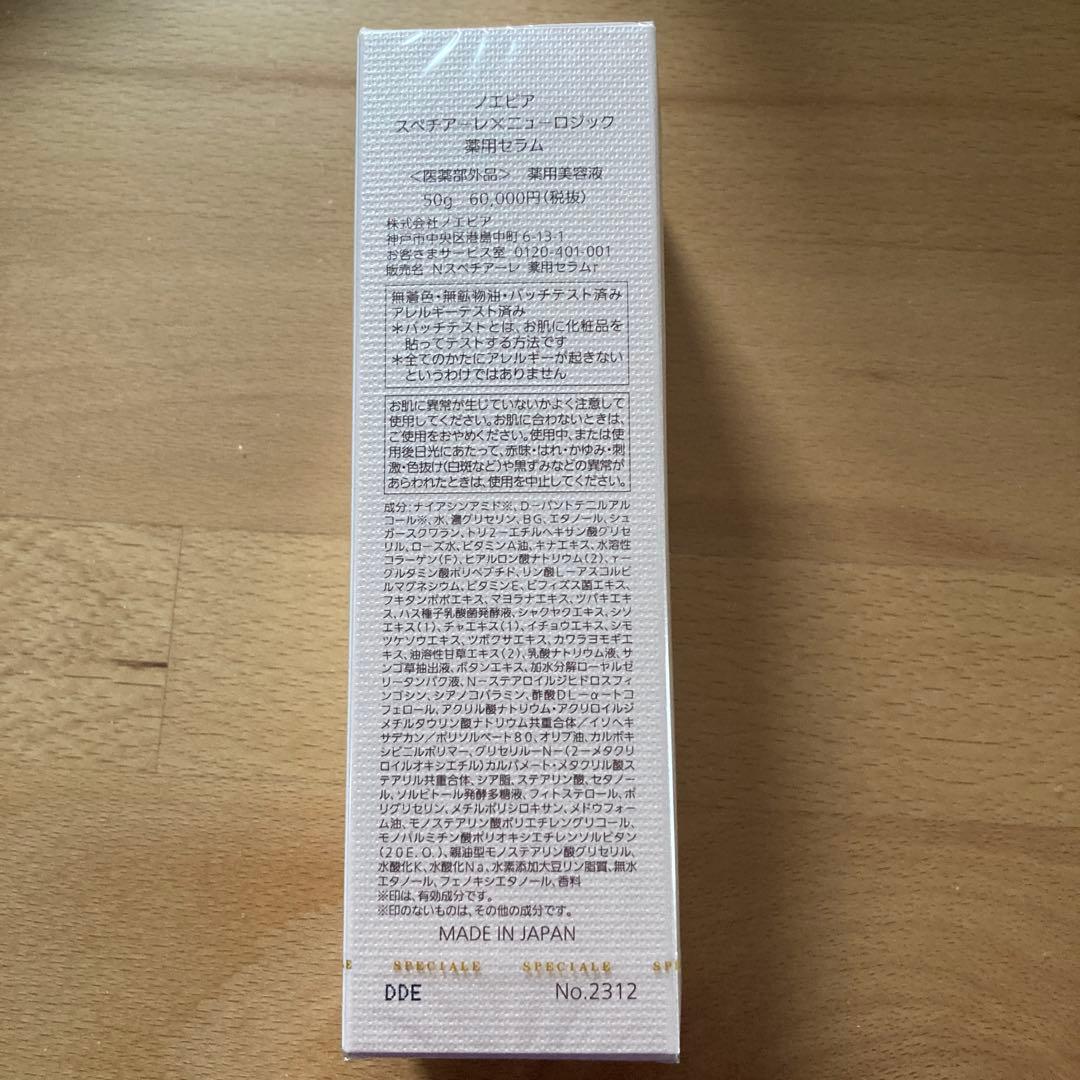 ノエビア
スペチアーレ×ニューロジック
薬用セラム
<医薬部外品> 薬用美容液
50g 60,000円(税抜)
株式会社ノエビア
神戸市中央区港島中町6-13-1
お客さまサービス室 0120-401-001
販売名 Nスペチアーレ 薬用セラムr
無着色・無鉱物油・パッチテスト済み
アレルギーテスト済み
*パッチテストとは、お肌に化粧品を
貼ってテストする方法です
*全てのかたにアレルギーが起きない
というわけではありません
お肌に異常が生じていないかよく注意して
使用してください。お肌に合わないときは、
ご使用をおやめください。使用中、または使
用後日光にあたって、赤味・はれ・かゆみ・刺
激・色抜け(白斑など)や黒ずみなどの異常が
あらわれたときは、使用を中止してください。
成分:ナイアシンアミド※、D-パントテニルアル
コール※、水、濃グリセリン、BG、エタノール、シュ
ガースクワラン、トリ2-エチルヘキサン酸グリセ
リル、ローズ水、ビタミンA油、キナエキス、水溶性
コラーゲン(F)、ヒアルロン酸ナトリウム(2)、γ-
グルタミン酸ポリペプチド、リン酸L-アスコルビ
ルマグネシウム、ビタミンE、ビフィズス菌エキス、
フキタンポポエキス、マヨラナエキス、ツバキエキ
ス、ハス種子乳酸菌発酵液、シャクヤクエキス、シソ
エキス(1)、チャエキス(1)、イチョウエキス、シモ
ツケソウエキス、ツボクサエキス、カワラヨモギエ
キス、油溶性甘草エキス(2)、乳酸ナトリウム液、サ
ンゴ草抽出液、ボタンエキス、加水分解ローヤルゼ
リータンパク液、N-ステアロイルジヒドロスフィ
ンゴシン、シアノコバラミン、酢酸DL-α-トコ
フェロール、アクリル酸ナトリウム・アクリロイルジ
メチルタウリン酸ナトリウム共重合体/イソヘキ
サデカン/ポリソルベート80、オリブ油、カルボキ
シビニルポリマー、グリセリル-N-(2-メタクリ
ロイルオキシエチル)カルバメート・メタクリル酸ス
テアリル共重合体、シア脂、ステアリン酸、セタノー
ル、ソルビトール発酵多糖液、フィトステロール、ポ
リグリセリン、メチルポリシロキサン、メドウフォー
ム油、モノステアリン酸ポリエチレングリコール、
モノパルミチン酸ポリオキシエチレンソルビタン
(20E.O.)、親油型モノステアリン酸グリセリル、
水酸化K、水酸化Na、水素添加大豆リン脂質、無水
エタノール、フェノキシエタノール、香料
※印は、有効成分です。
※印のないものは、その他の成分です。
MADE IN JAPAN
LE SPECIALE SPECIALE SP
DDE No.2312